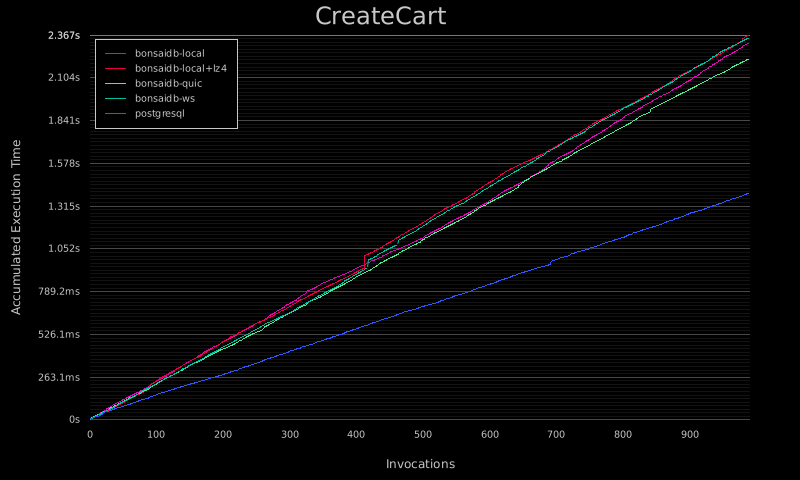 CreateCart
2.367s
2.104s
1.841s
1.578s
1.315s
1.052s
789.2ms
526.1ms
263.1ms
0s
bonsaidb-local
bonsaidb-local+lz4
bonsaidb-quic
bonsaidb-ws
postgresql
Accumulated Execution Time
0 100 200 300 400 500 600 700 800 900
Invocations